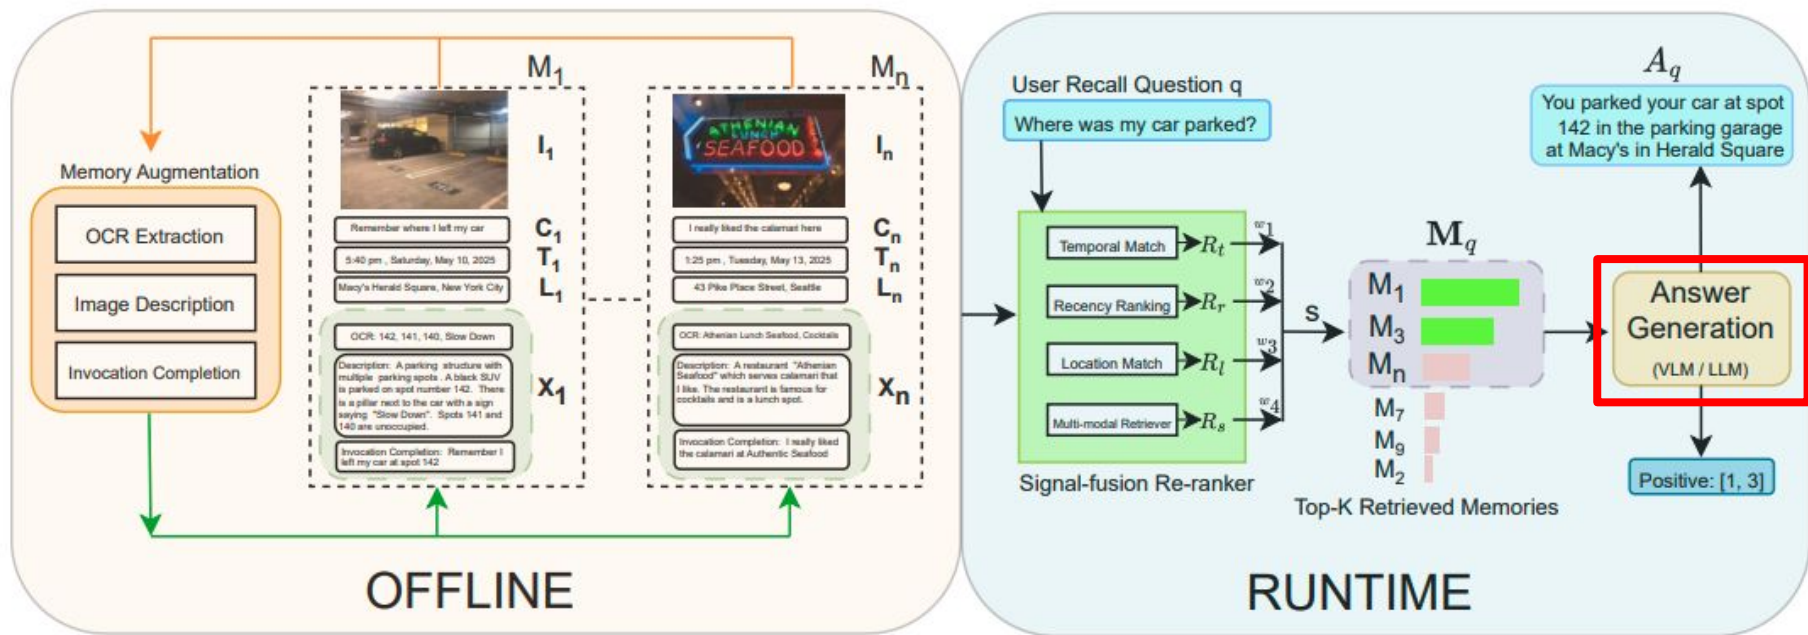 Memory Augmentation
OCR Extraction
Image Description
Invocation Completion
M1
I1
Remember where I left my car
C1
5:40 pm , Saturday, May 10, 2025
T1
Macy's Herald Square, New York City
L1
OCR: 142, 141, 140, Slow Down
Description: A parking structure with
multiple parking spots . A black SUV
is parked on spot number 142. There
is a pillar next to the car with a sign
saying "Slow Down". Spots 141 and
140 are unoccupied.
X1
Invocation Completion: Remember I
left my car at spot 142
Mn
ATHENIAN
LUNCH
SEAFOOD
In
I really liked the calamari here
Cn
1:25 pm , Tuesday, May 13, 2025
Tn
43 Pike Place Street, Seattle
Ln
OCR: Athenian Lunch Seafood, Cocktails
Description: A restaurant "Athenian
Seafood" which serves calamari that
I like. The restaurant is famous for
cocktails and is a lunch spot.
Xn
Invocation Completion: I really liked
the calamari at Authentic Seafood
OFFLINE
User Recall Question q
Where was my car parked?
Temporal Match
Rt
w1
Recency Ranking
Rr
w2
Location Match
Rl
w3
Multi-modal Retriever
Rs
w4
Signal-fusion Re-ranker
s
Mq
M1
M3
Mn
M7
M9
M2
Top-K Retrieved Memories
Aq
You parked your car at spot
142 in the parking garage
at Macy's in Herald Square
Answer
Generation
(VLM / LLM)
Positive: [1, 3]
RUNTIME